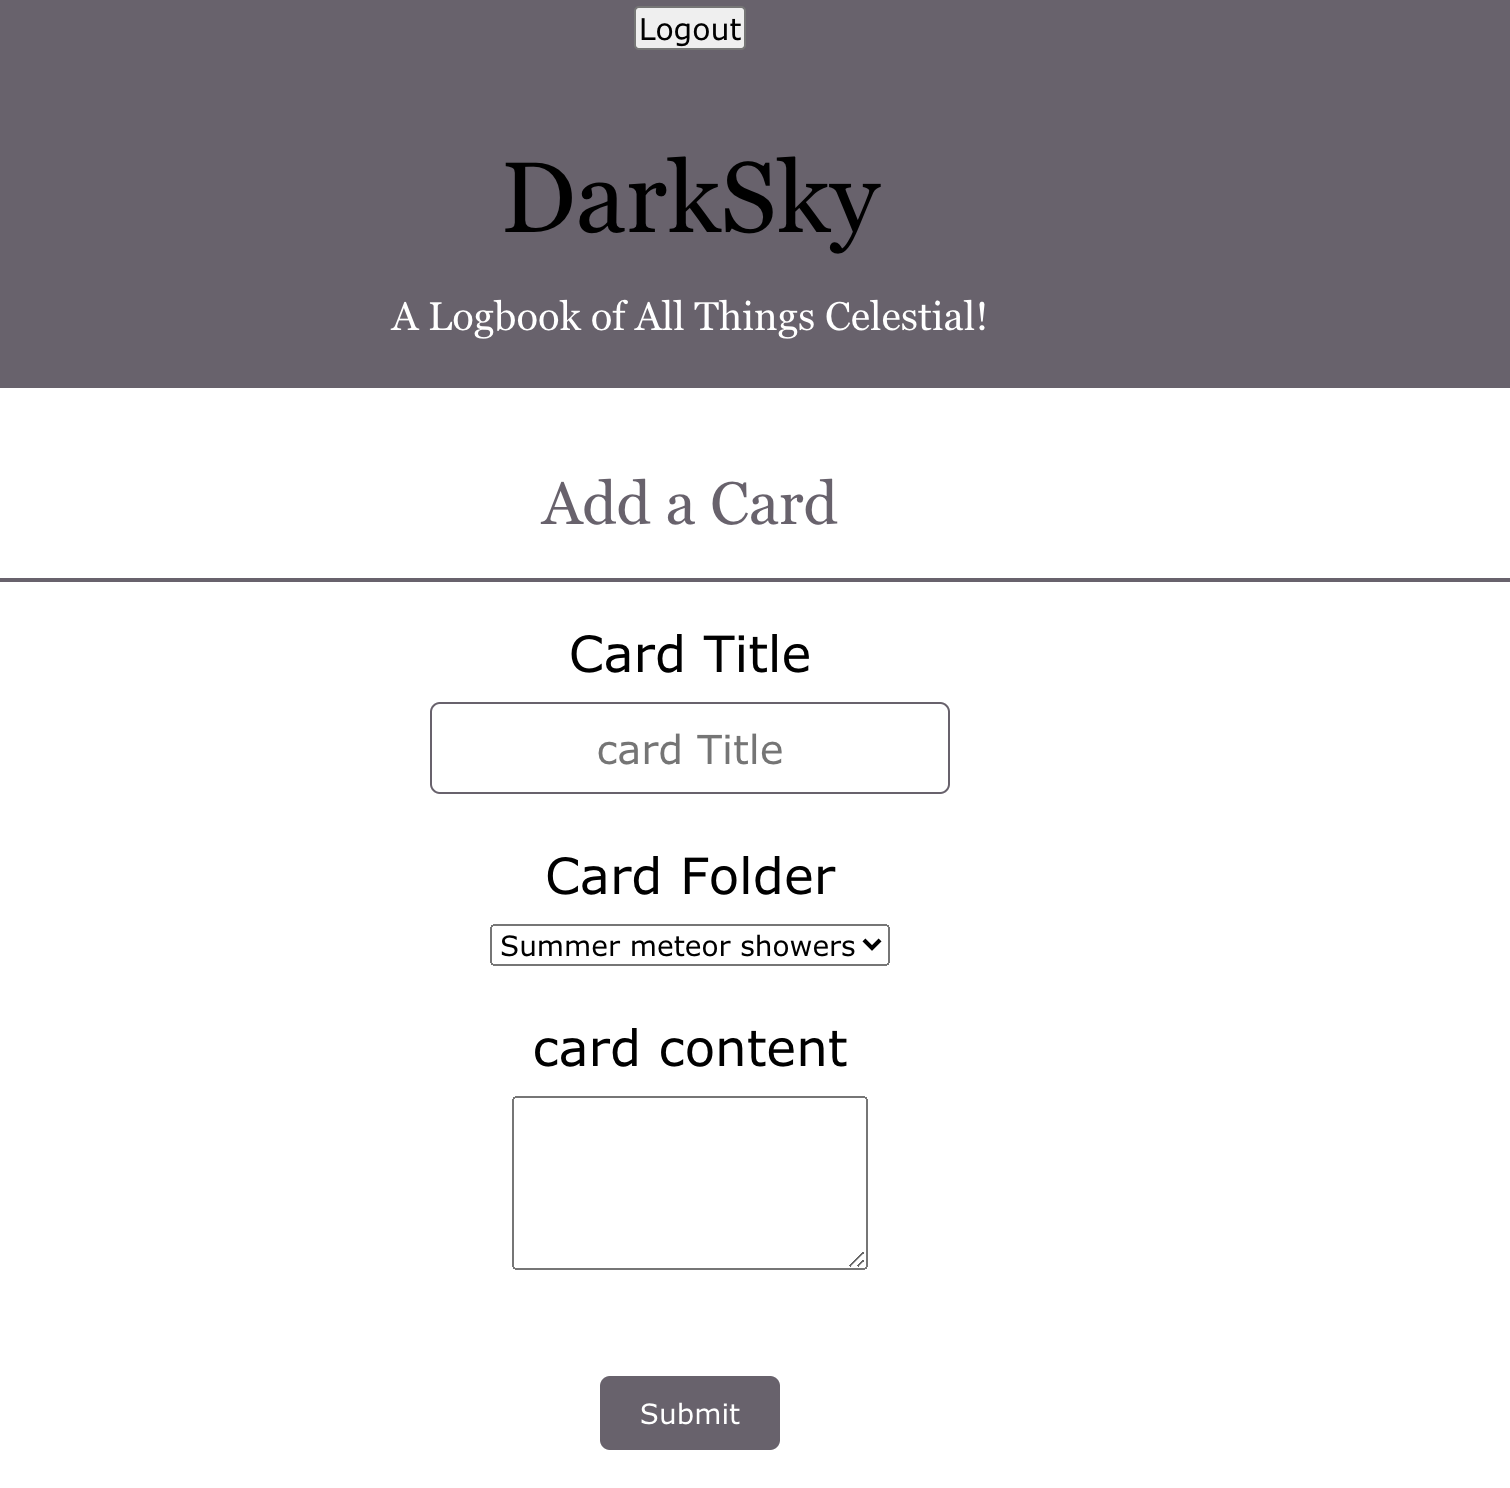 Logout
DarkSky
A Logbook of All Things Celestial!
Add a Card
Card Title
card Title
Card Folder
Summer meteor showers
card content
Submit